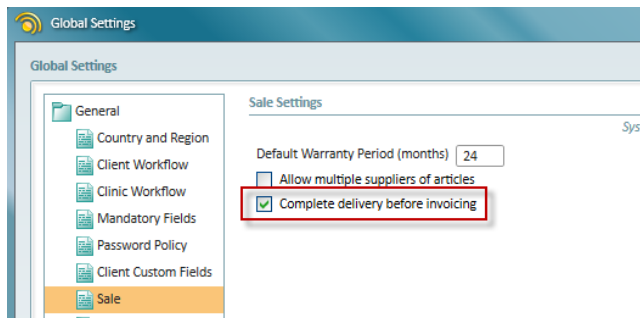 Global Settings
Global Settings
General
Country and Region
Client Workflow
Clinic Workflow
Mandatory Fields
Password Policy
Client Custom Fields
Sale
Sale Settings
Sys
Default Warranty Period (months) 24
Allow multiple suppliers of articles
Complete delivery before invoicing